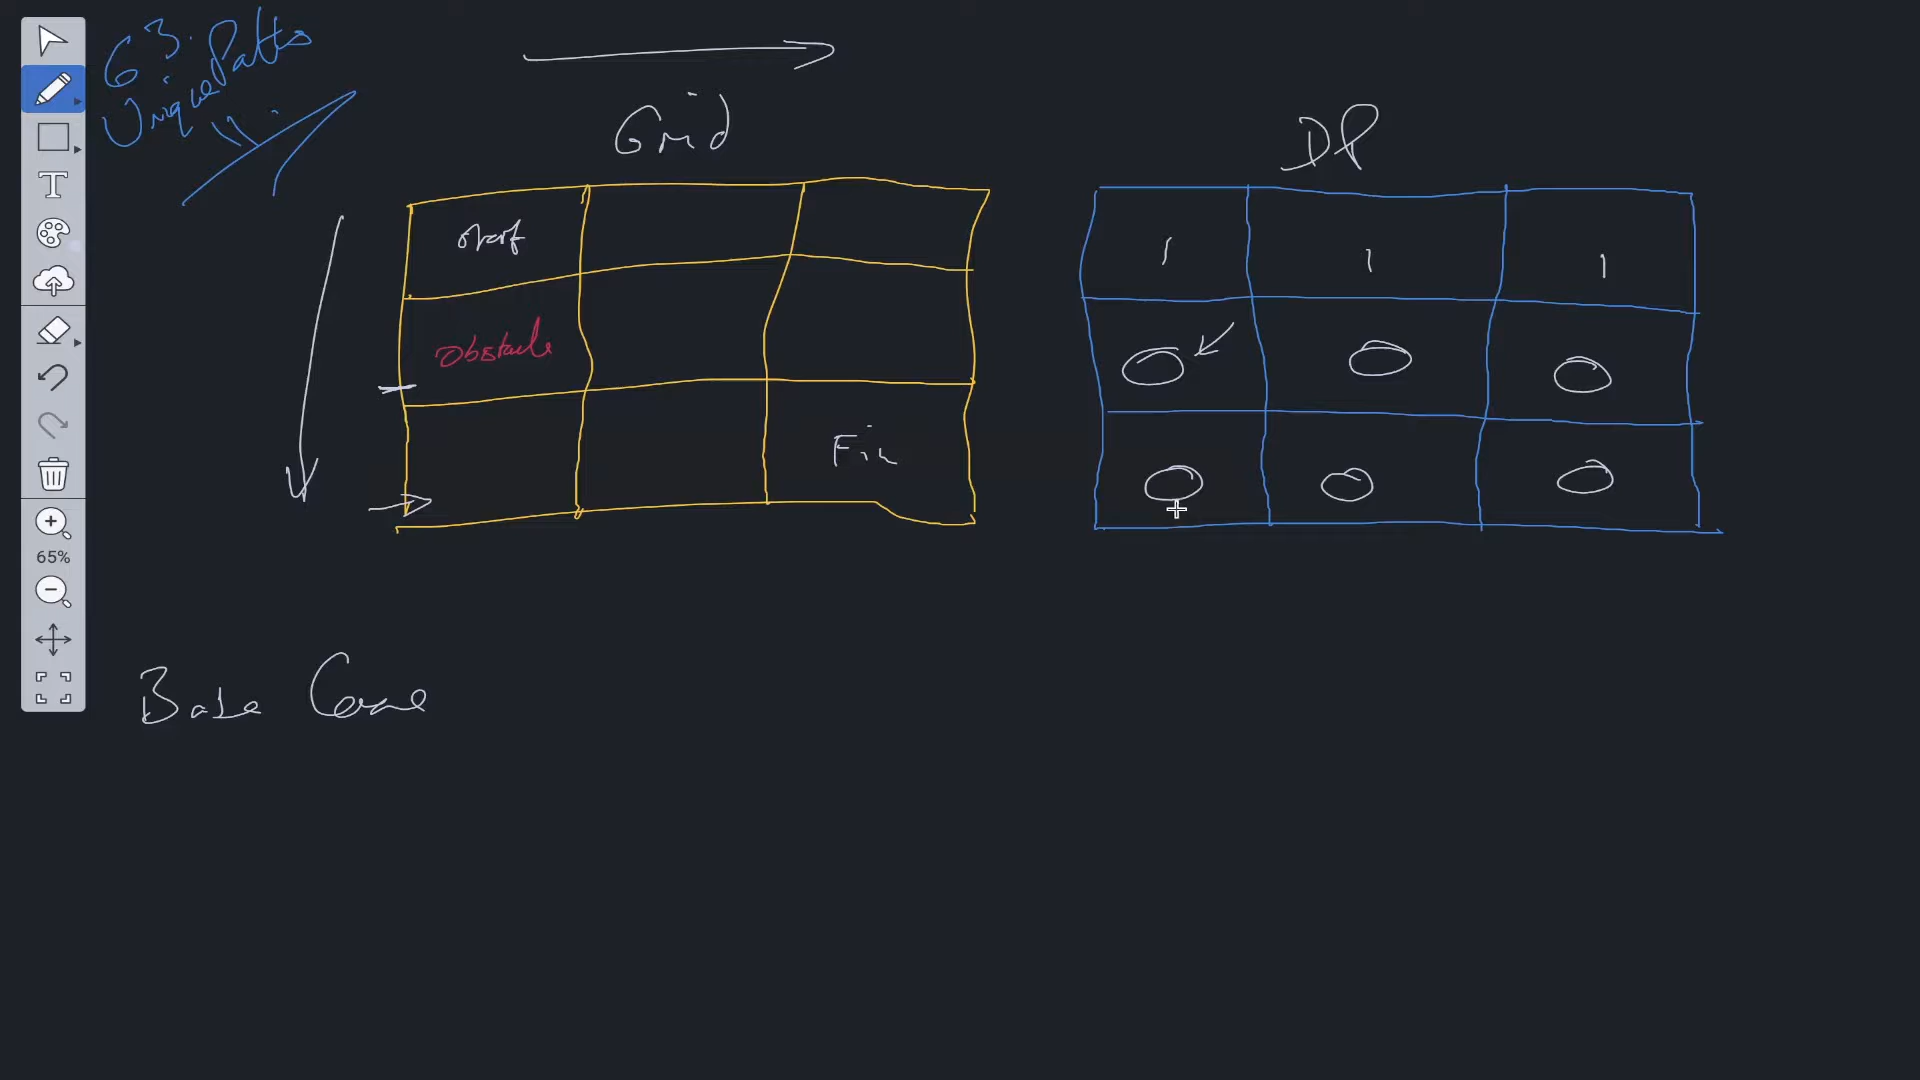 63.
Unique Paths
II.
Grid
DP
start
1 1 1
Obstacle
0 0 0
Fin
0 0 0
65%
Base Case